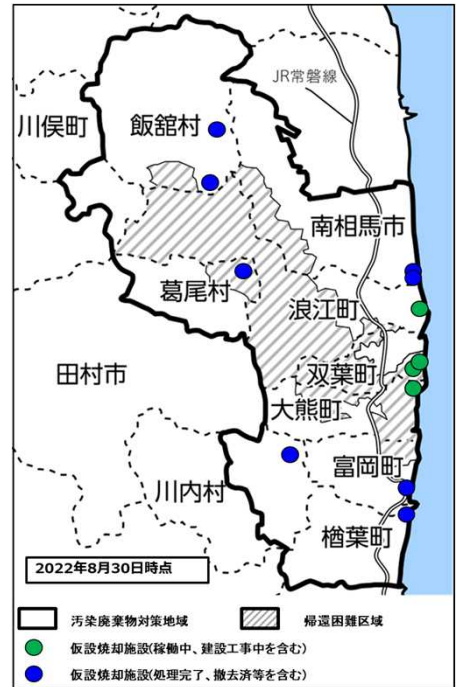 JR常磐線
川俣町
飯舘村
南相馬市
葛尾村
浪江町
田村市
双葉町
大熊町
富岡町
川内村
楢葉町
2022年8月30日時点
汚染廃棄物対策地域
帰還困難区域
仮設焼却施設(稼働中、建設工事中を含む)
仮設焼却施設(処理完了、撤去済等を含む)